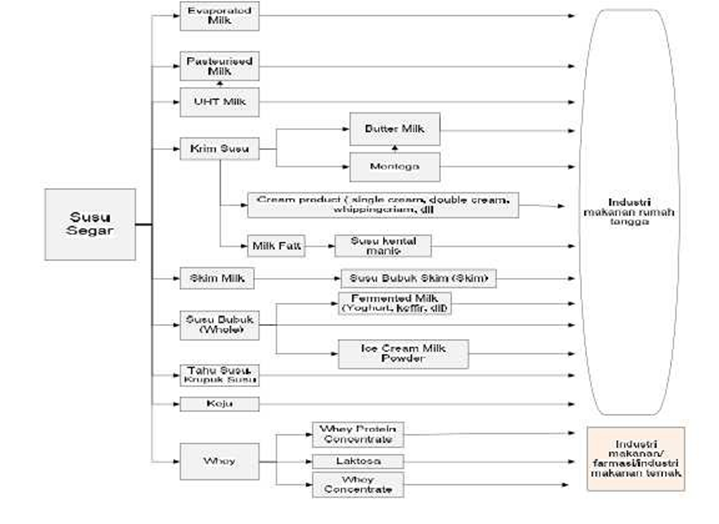 Evaporated
Milk
Pasteurised
Milk
UHT Milk
Krim Susu
Butter Milk
Mentega
Susu
Segar
Cream product ( single cream, double cream,
whippingcriam, dll
Industri
makanan rumah
tangga
Milk Fatt
Susu kental
manis
Skim Milk
Susu Bubuk Skim (Skim)
Susu Bubuk
(Whole)
Fermented Milk
(Yoghurt, keffir, dll)
Ice Cream Milk
Powder
Tahu Susu,
Krupuk Susu
Keju
Whey
Whey Protein
Concentrate
Laktosa
Whey
Concentrate
Industri
makanan/
farmasi/industri
makanan ternak